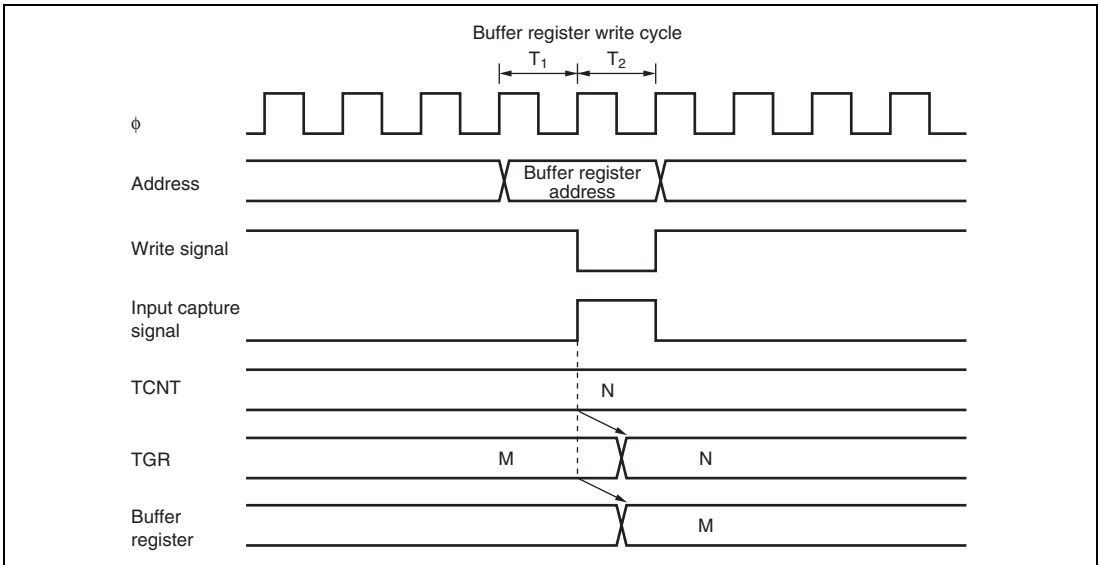 Buffer register write cycle
T1 T2
ϕ
Address
Buffer register
address
Write signal
Input capture
signal
TCNT
N
TGR
M N
Buffer
register
M